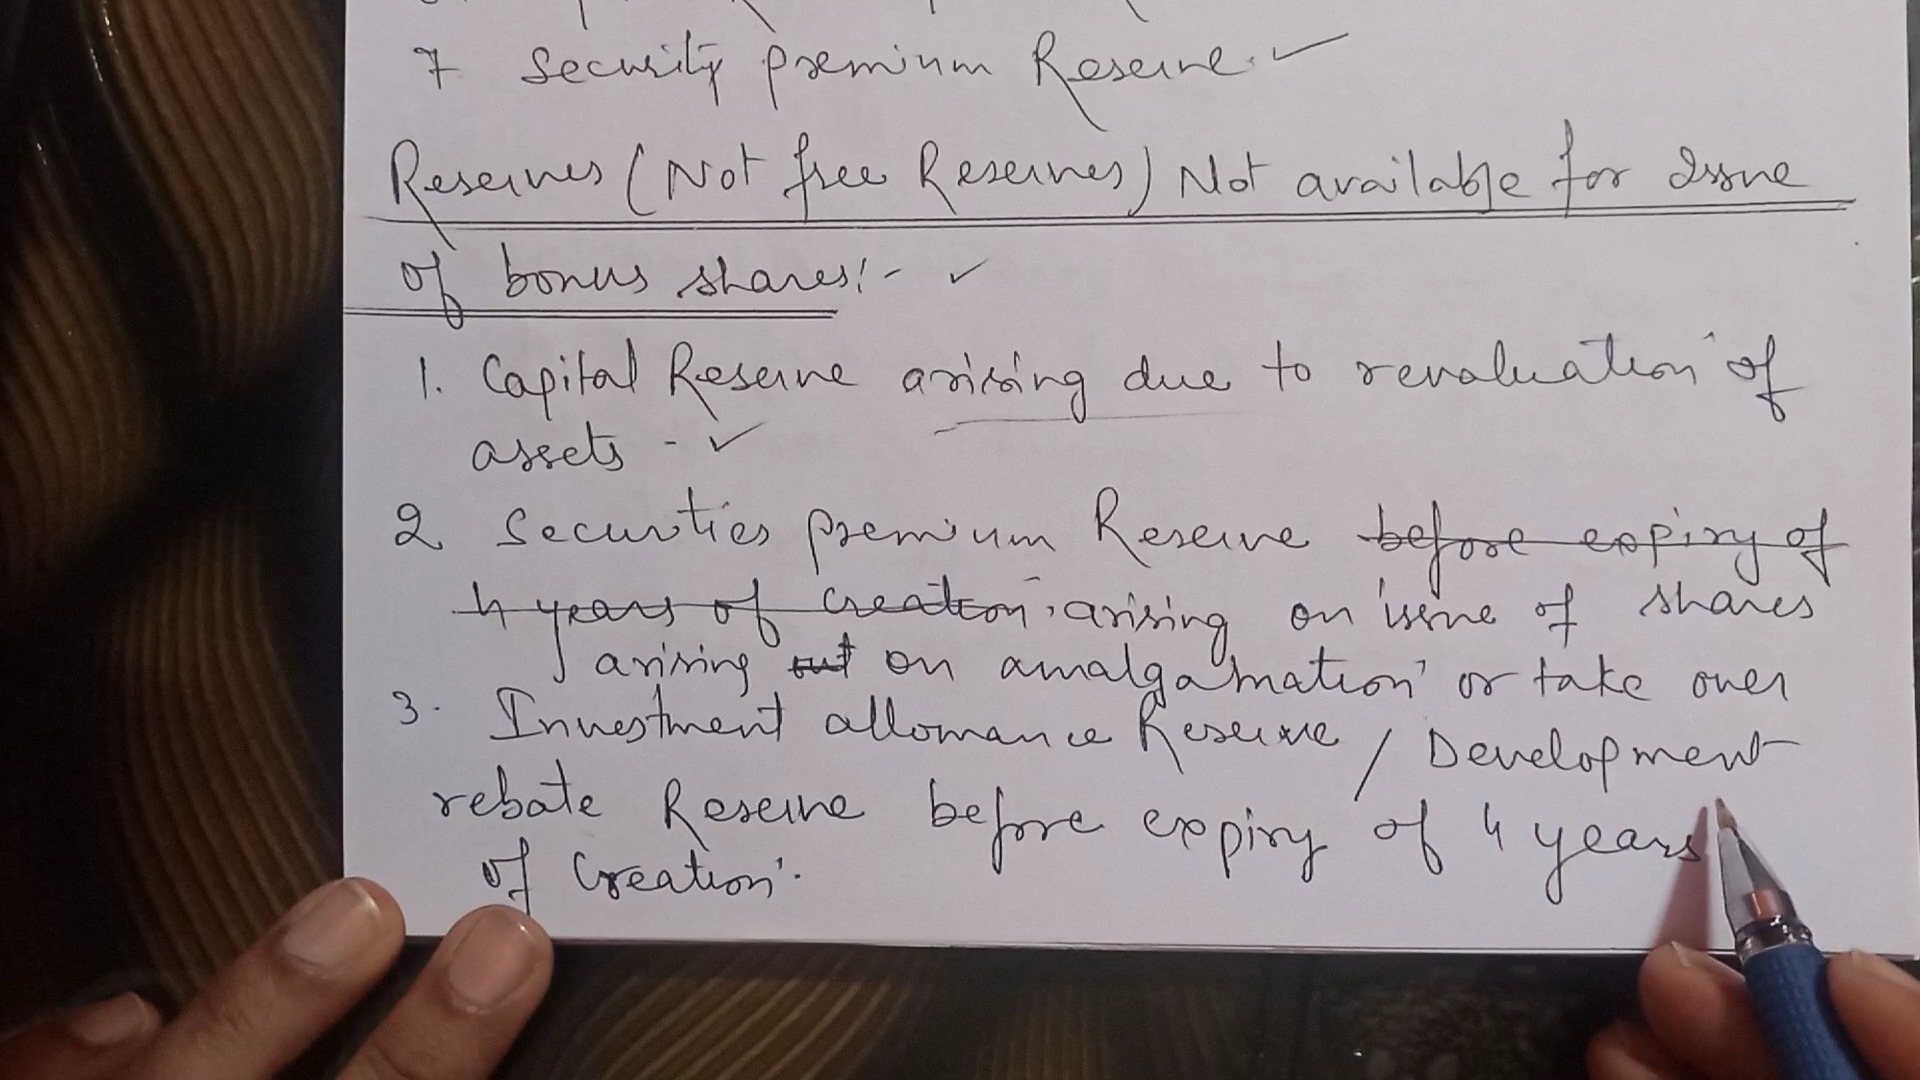 7 Security premium Reserve.
Reserves (Not free Reserves) Not available for Issue
of bonus shares:-
1. Capital Reserve arising due to revaluation of
assets -
2 Securities premium Reserve before expiry of
4 years of creation. arising on issue of shares
arising out on amalgamation or take over
3. Investment allowance Reserve / Development
rebate Reserve before expiry of 4 years
of Creation.